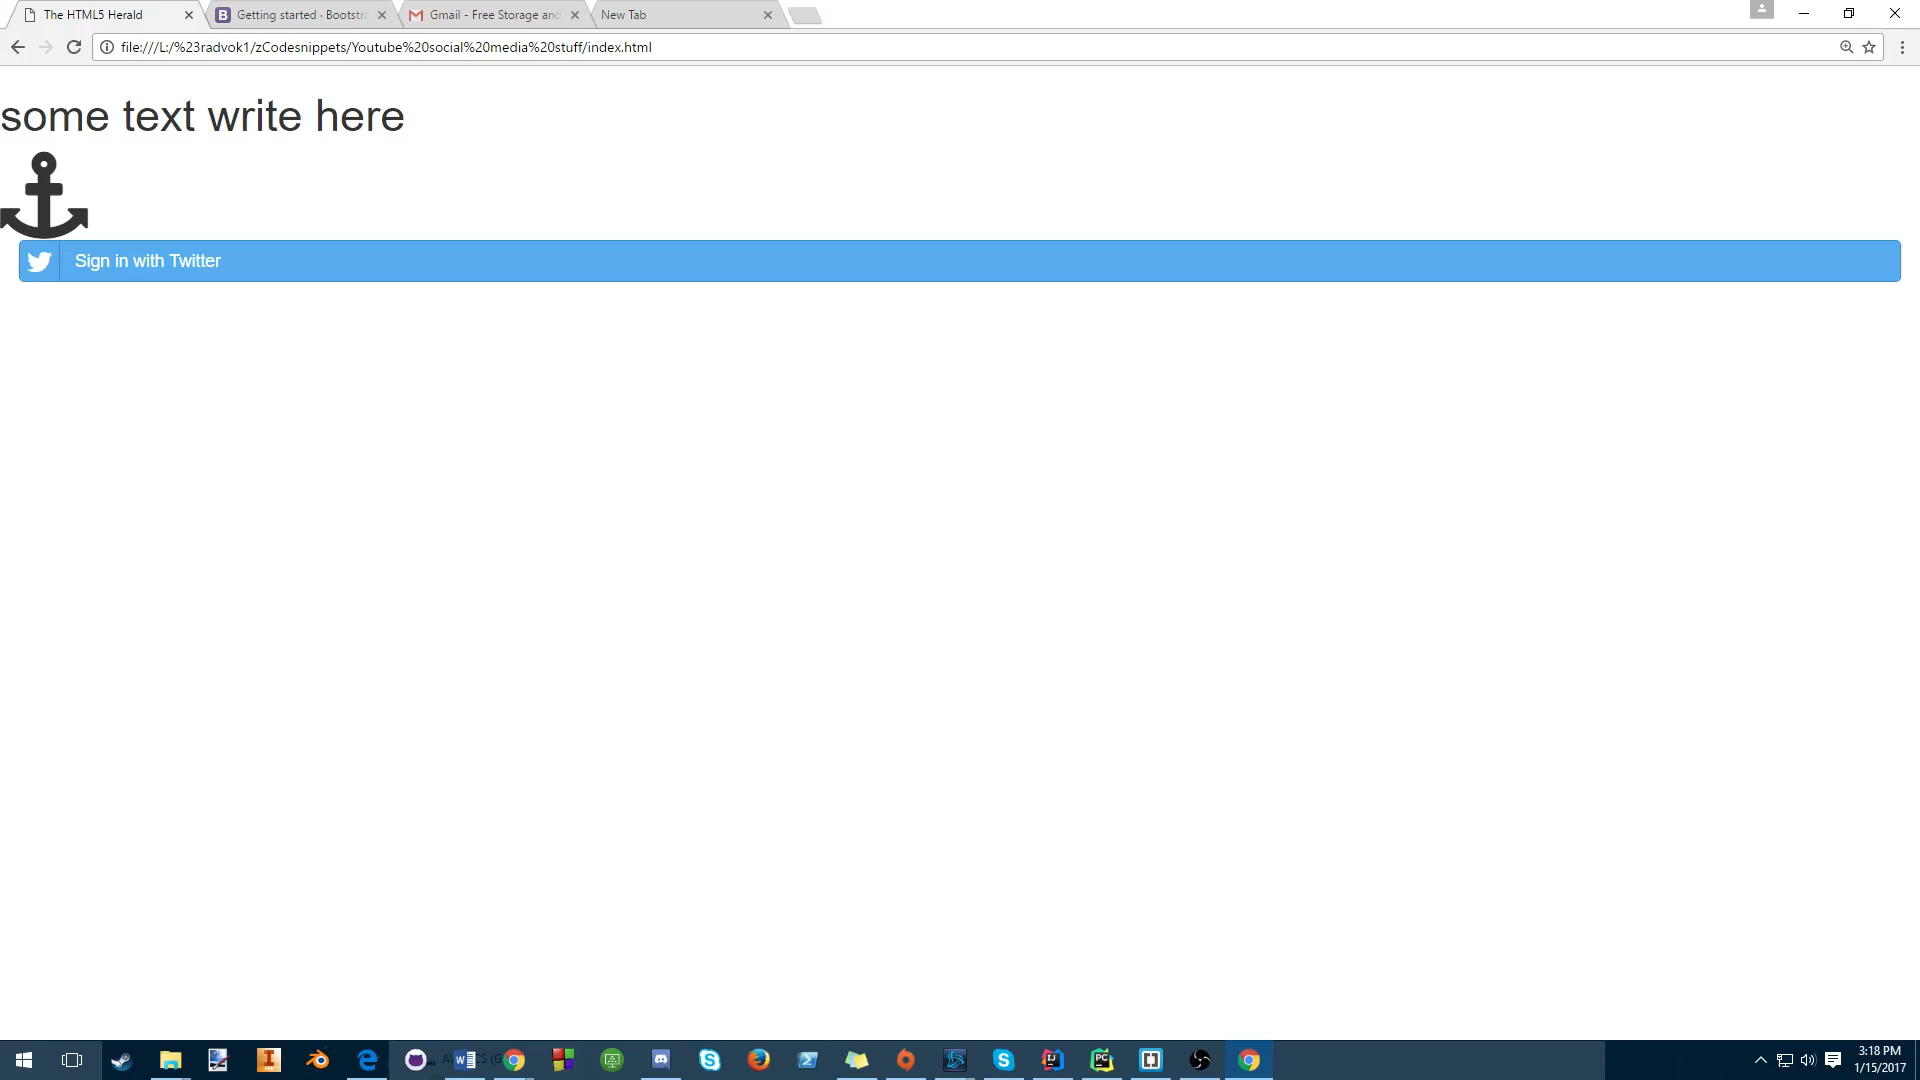 The HTML5 Herald
Getting started · Bootstra
Gmail - Free Storage and
New Tab
file:///L:/%23radvok1/zCodesnippets/Youtube%20social%20media%20stuff/index.html
some text write here
Sign in with Twitter
3:18 PM
1/15/2017